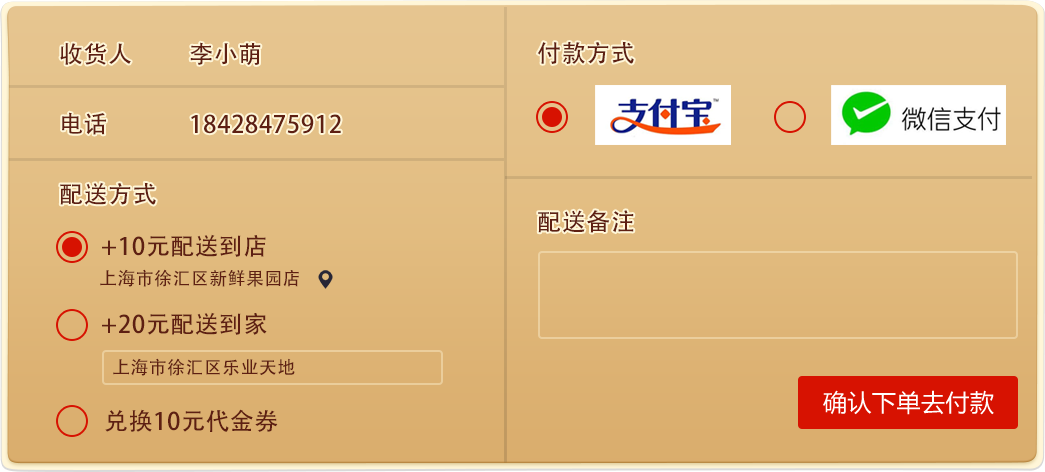 收货人 李小萌
电话 18428475912
配送方式
+10元配送到店
上海市徐汇区新鲜果园店
+20元配送到家
上海市徐汇区乐业天地
兑换10元代金券
付款方式
支付宝™ 微信支付
配送备注
确认下单去付款